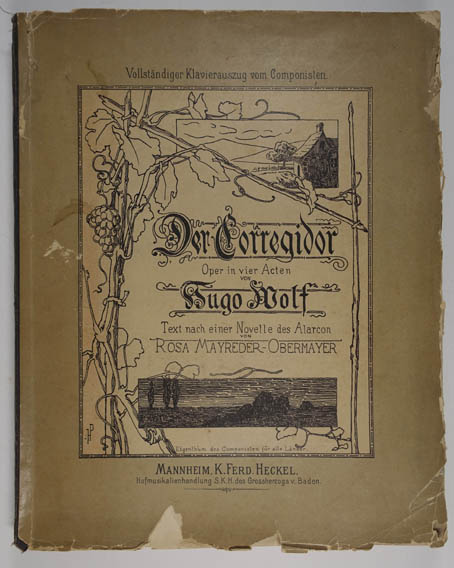 Vollständiger Klavierauszug vom Componisten.
Der Corregidor
Oper in vier Acten
von
Hugo Wolf
Text nach einer Novelle des Alarcon
von
Rosa Mayreder-Obermayer
Eigenthum des Componisten für alle Länder.
Mannheim, K. Ferd. Heckel.
Hofmusikalienhandlung S. K. H. des Grossherzogs v. Baden.